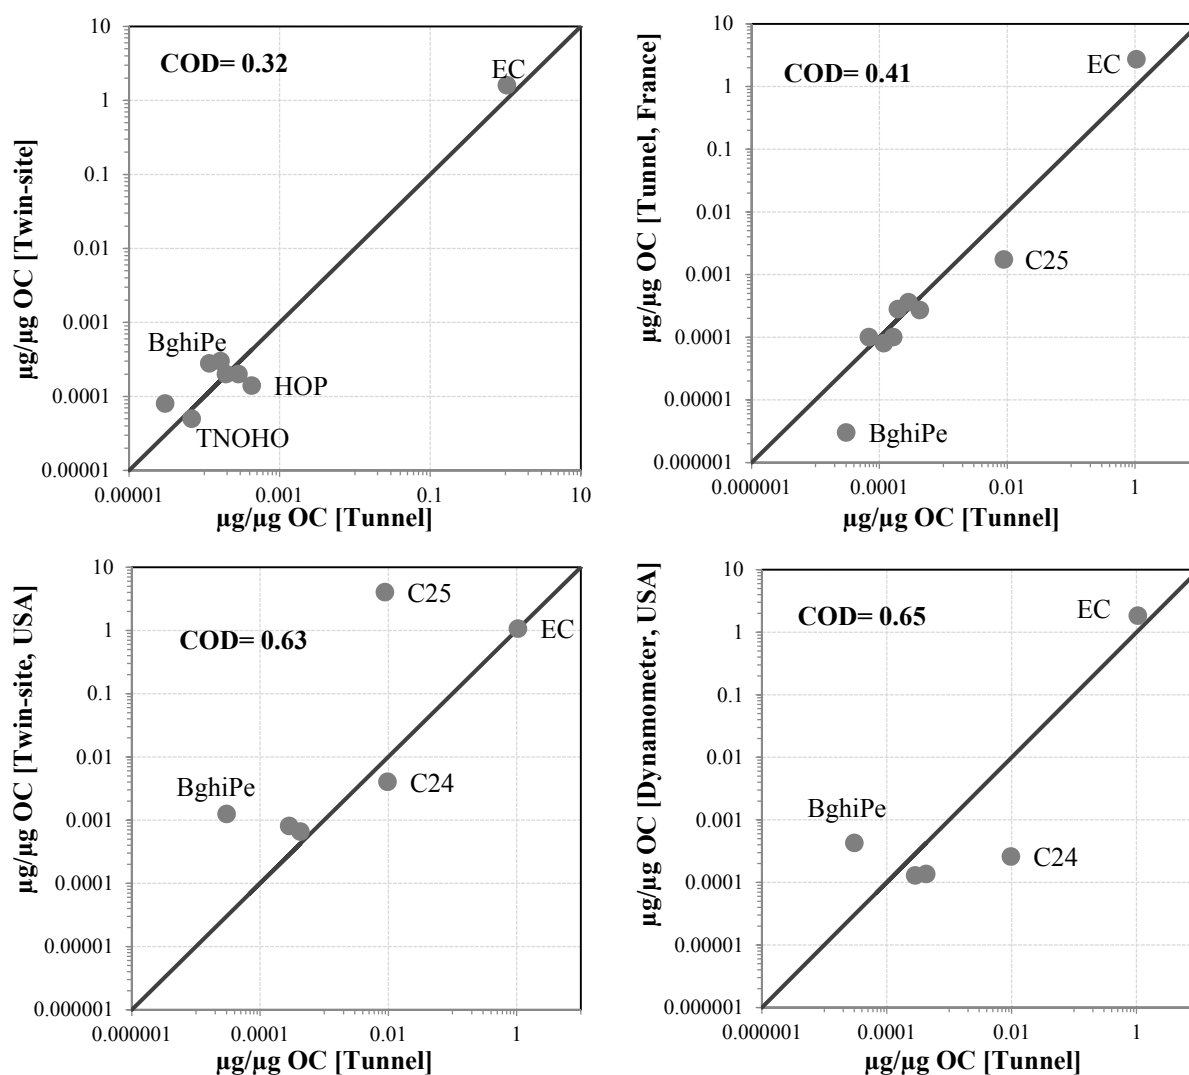 COD= 0.32
EC
BghiPe
HOP
TNOHO
10
1
0.1
0.01
0.001
0.0001
0.00001
0.00001
0.001
0.1
10
µg/µg OC [Twin-site]
µg/µg OC [Tunnel]
COD= 0.41
EC
C25
BghiPe
10
1
0.1
0.01
0.001
0.0001
0.00001
0.000001
0.000001
0.0001
0.01
1
µg/µg OC [Tunnel, France]
µg/µg OC [Tunnel]
COD= 0.63
C25
EC
BghiPe
C24
10
1
0.1
0.01
0.001
0.0001
0.00001
0.000001
0.000001
0.0001
0.01
1
µg/µg OC [Twin-site, USA]
µg/µg OC [Tunnel]
COD= 0.65
EC
BghiPe
C24
10
1
0.1
0.01
0.001
0.0001
0.00001
0.000001
0.000001
0.0001
0.01
1
µg/µg OC [Dynamometer, USA]
µg/µg OC [Tunnel]